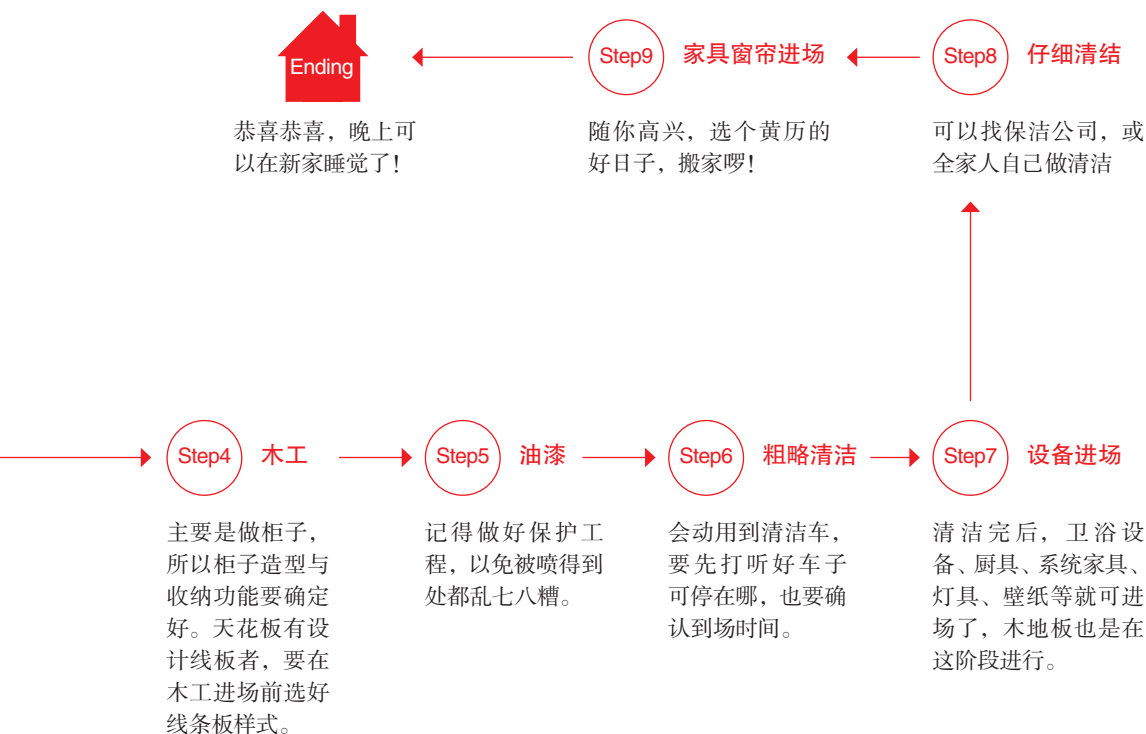 Ending
恭喜恭喜，晚上可
以在新家睡觉了！
Step9 家具窗帘进场
随你高兴，选个黄历的
好日子，搬家啰！
Step8 仔细清结
可以找保洁公司，或
全家人自己做清洁
Step4 木工
主要是做柜子，
所以柜子造型与
收纳功能要确定
好。天花板有设
计线板者，要在
木工进场前选好
线条板样式。
Step5 油漆
记得做好保护工
程，以免被喷得到
处都乱七八糟。
Step6 粗略清洁
会动用到清洁车，
要先打听好车子
可停在哪，也要确
认到场时间。
Step7 设备进场
清洁完后，卫浴设
备、厨具、系统家具、
灯具、壁纸等就可进
场了，木地板也是在
这阶段进行。